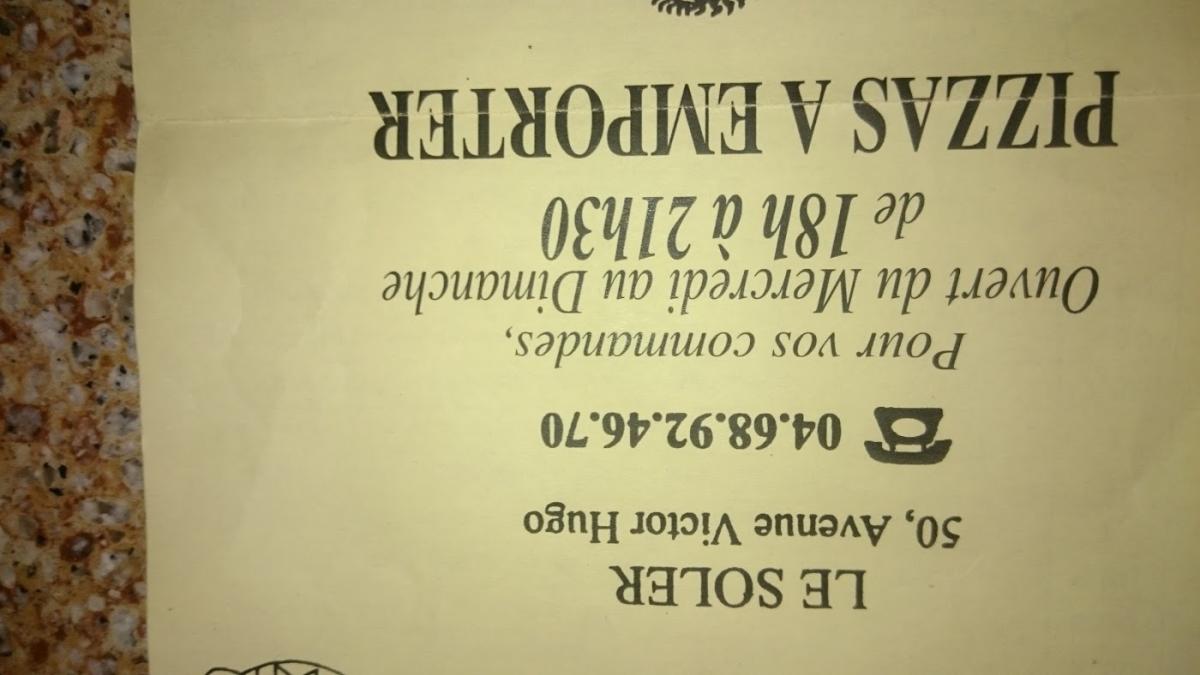 LE SOLER
50, Avenue Victor Hugo
04.68.92.46.70
Pour vos commandes,
Ouvert du Mercredi au Dimanche
de 18h à 21h30
PIZZAS A EMPORTER